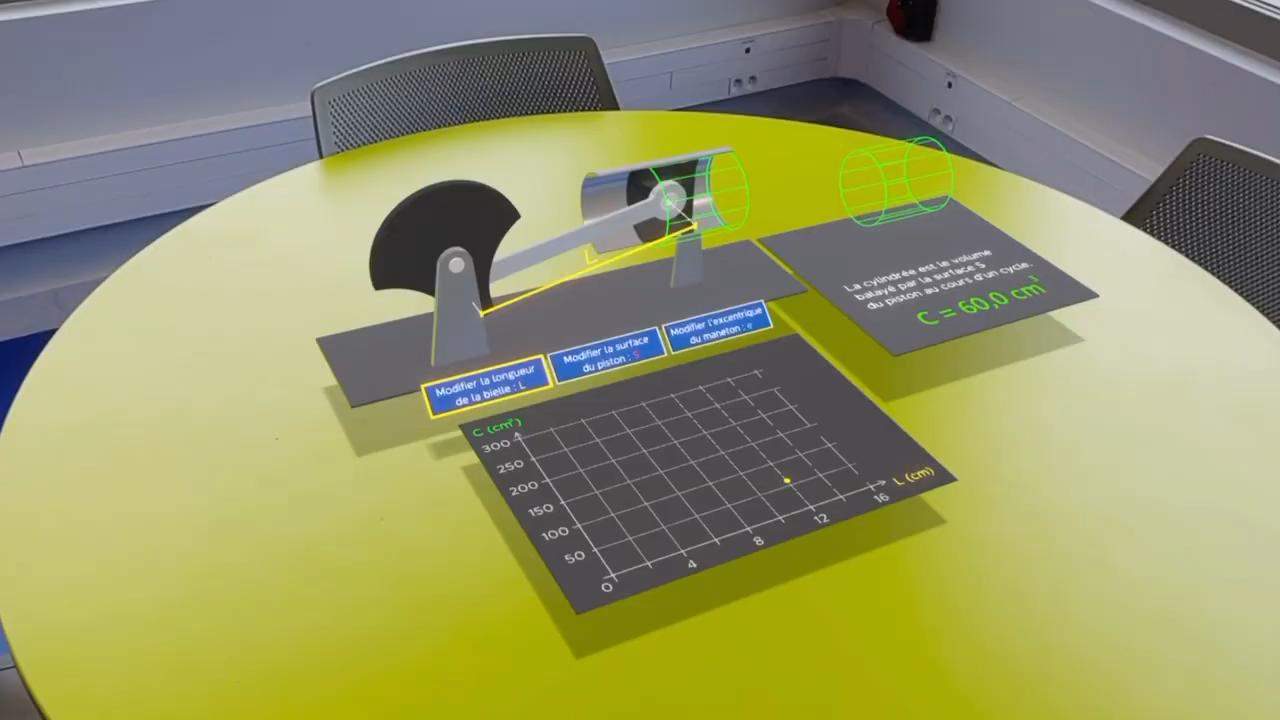 L
La cylindrée est le volume
balayé par la surface S
du piston au cours d'un cycle.
C = 60,0 cm³
Modifier la longueur
de la bielle : L
Modifier la surface
du piston : S
Modifier l'excentrique
du maneton : e
C (cm³)
300
250
200
150
100
50
0
4
8
12
16
L (cm)